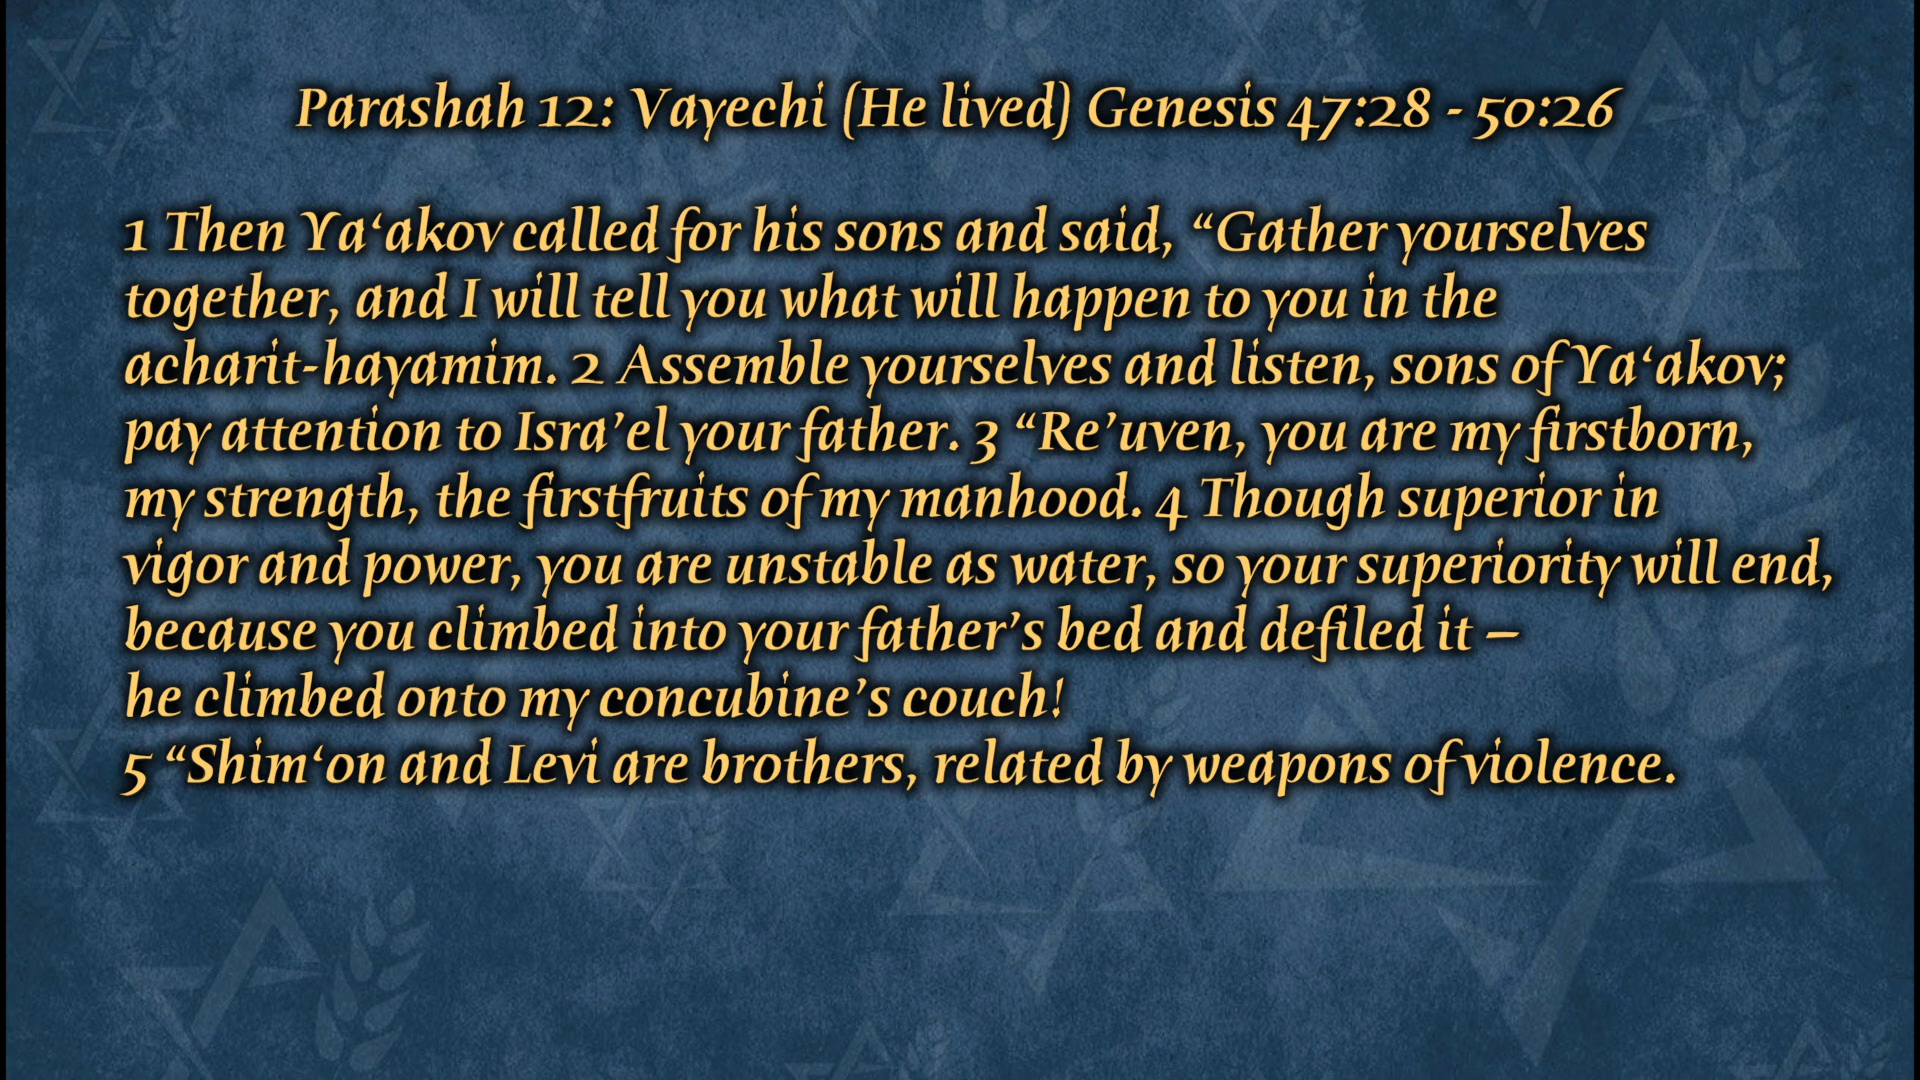 Parashah 12: Vayechi (He lived) Genesis 47:28 - 50:26
1 Then Ya‘akov called for his sons and said, “Gather yourselves
together, and I will tell you what will happen to you in the
acharit-hayamim. 2 Assemble yourselves and listen, sons of Ya‘akov;
pay attention to Isra’el your father. 3 “Re’uven, you are my firstborn,
my strength, the firstfruits of my manhood. 4 Though superior in
vigor and power, you are unstable as water, so your superiority will end,
because you climbed into your father’s bed and defiled it –
he climbed onto my concubine’s couch!
5 “Shim‘on and Levi are brothers, related by weapons of violence.